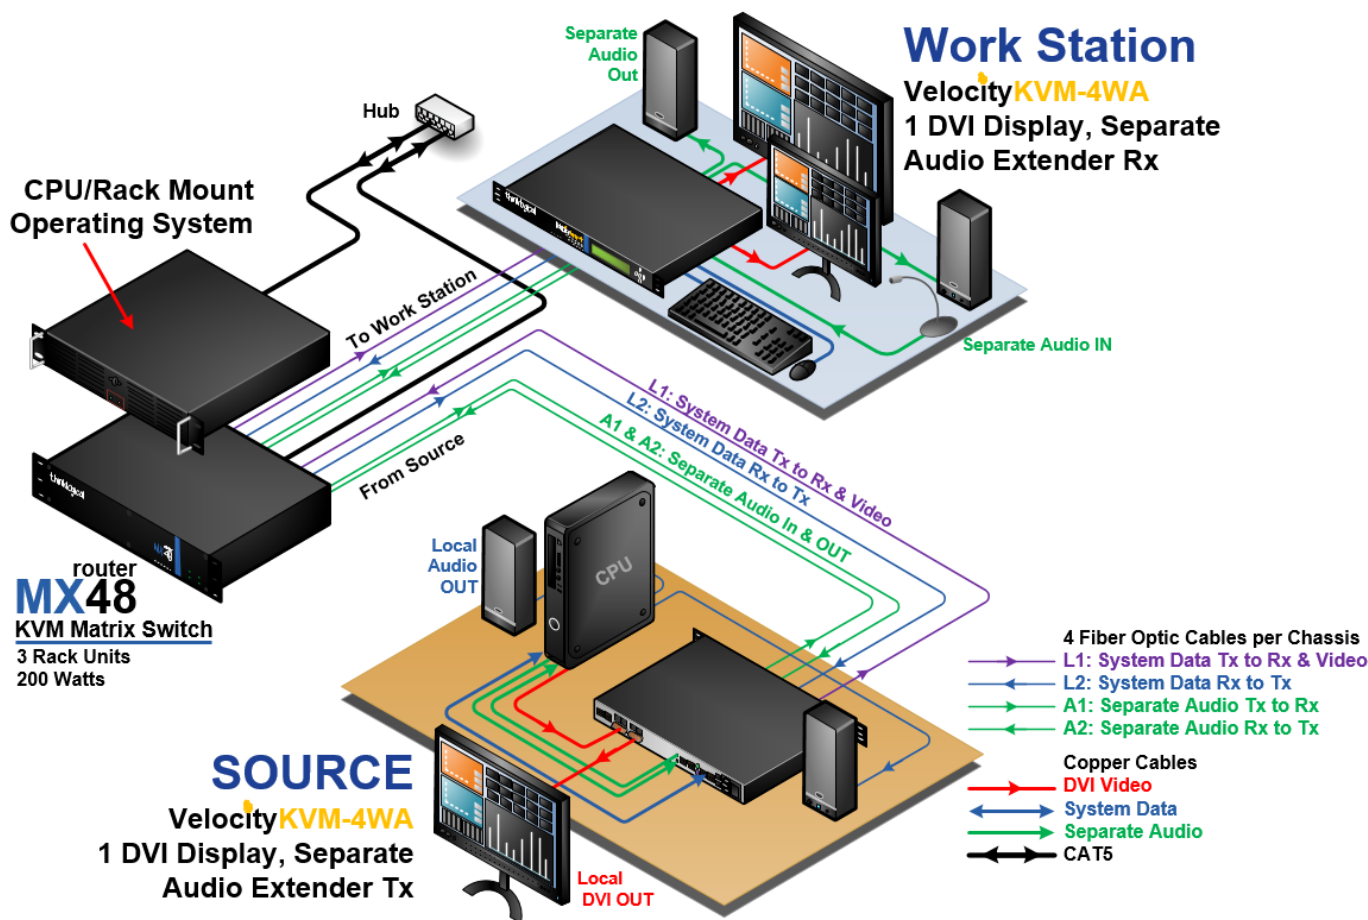 Separate
Audio
Out
Work Station
VelocityKVM-4WA
1 DVI Display, Separate
Audio Extender Rx
Hub
CPU/Rack Mount
Operating System
thinklogical
To Work Station
Separate Audio IN
L1: System Data Tx to Rx & Video
L2: System Data Rx to Tx
A1 & A2: Separate Audio In & OUT
From Source
thinklogical
router
MX48
KVM Matrix Switch
3 Rack Units
200 Watts
Local
Audio
OUT
CPU
4 Fiber Optic Cables per Chassis
L1: System Data Tx to Rx & Video
L2: System Data Rx to Tx
A1: Separate Audio Tx to Rx
A2: Separate Audio Rx to Tx
Copper Cables
DVI Video
System Data
Separate Audio
CAT5
SOURCE
VelocityKVM-4WA
1 DVI Display, Separate
Audio Extender Tx
Local
DVI OUT